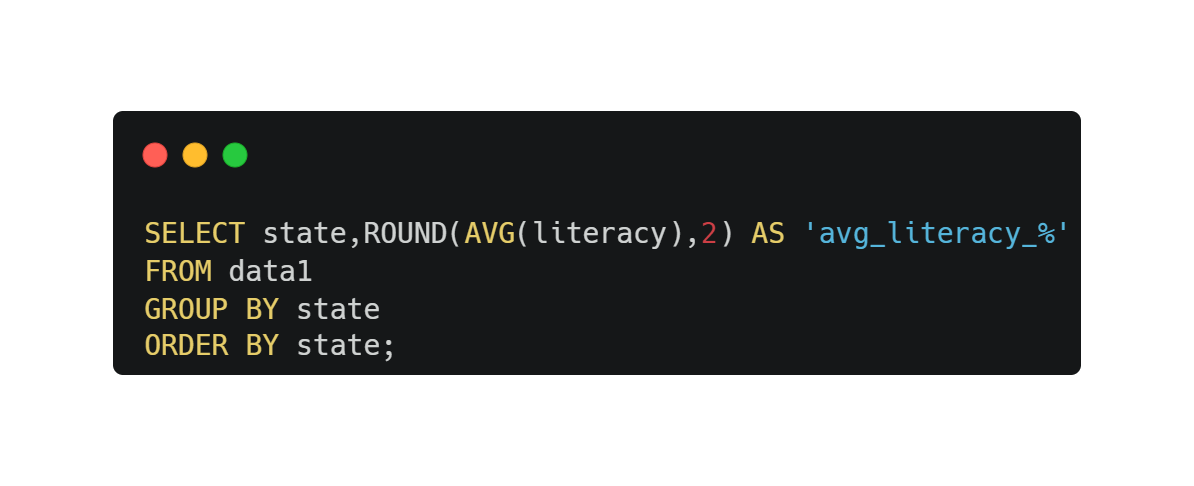 SELECT state,ROUND(AVG(literacy),2) AS 'avg_literacy_%'
FROM data1
GROUP BY state
ORDER BY state;